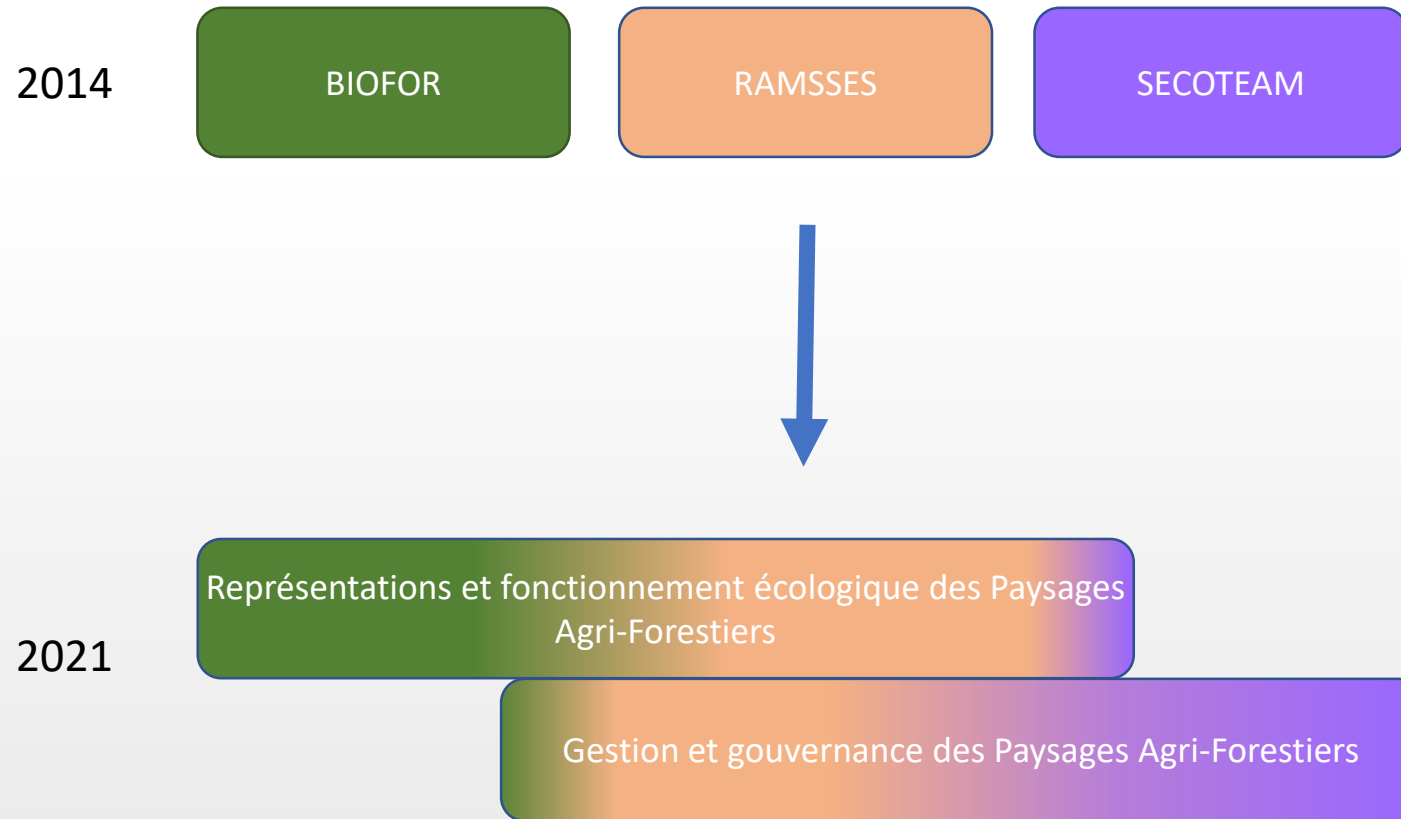 2014
BIOFOR
RAMSSES
SECOTEAM
2021
Représentations et fonctionnement écologique des Paysages
Agri-Forestiers
Gestion et gouvernance des Paysages Agri-Forestiers